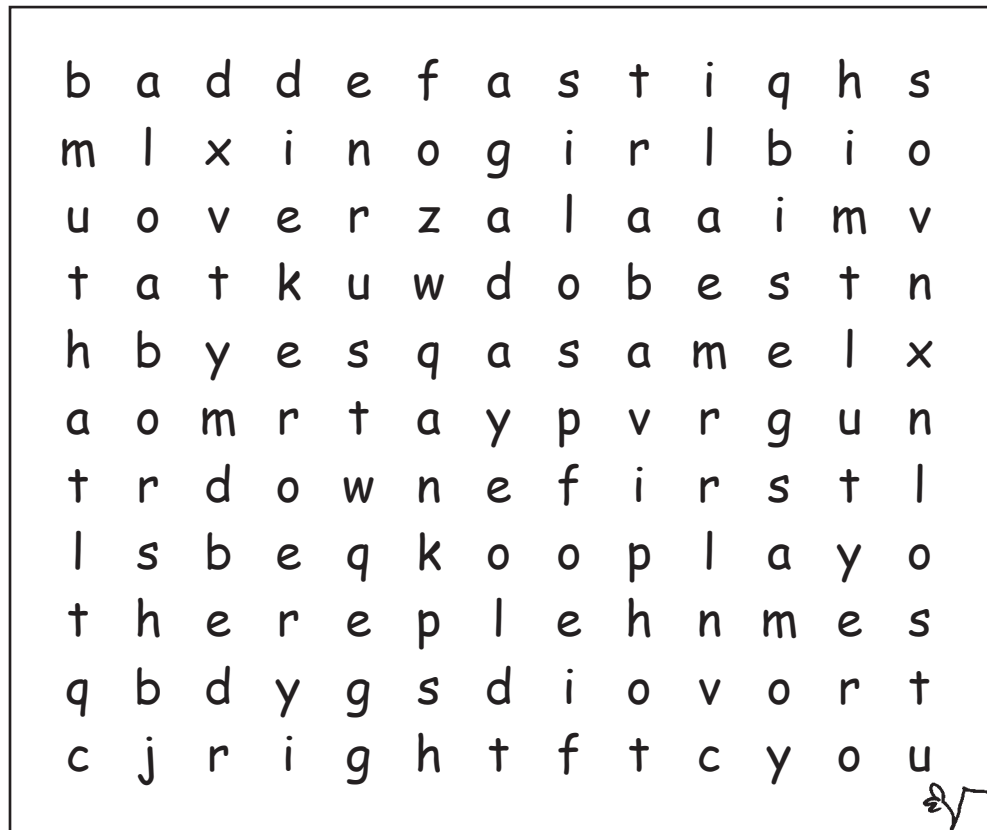 b a d d e f a s t i q h s
m l x i n o g i r l b i o
u o v e r z a l a a i m v
t a t k u w d o b e s t n
h b y e s q a s a m e l x
a o m r t a y p v r g u n
t r d o w n e f i r s t l
l s b e q k o o p l a y o
t h e r e p l e h n m e s
q b d y g s d i o v o r t
c j r i g h t f t c y o u